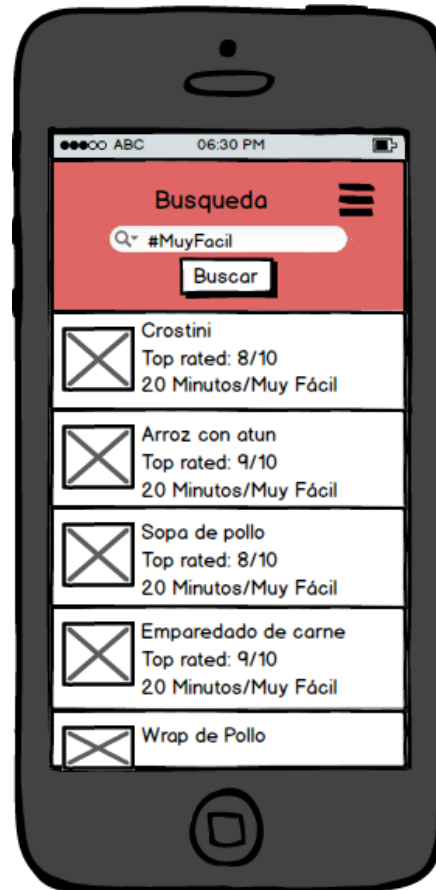 ABC 06:30 PM
Busqueda
#MuyFacil
Buscar
Crostini
Top rated: 8/10
20 Minutos/Muy Fácil
Arroz con atun
Top rated: 9/10
20 Minutos/Muy Fácil
Sopa de pollo
Top rated: 8/10
20 Minutos/Muy Fácil
Emparedado de carne
Top rated: 9/10
20 Minutos/Muy Fácil
Wrap de Pollo